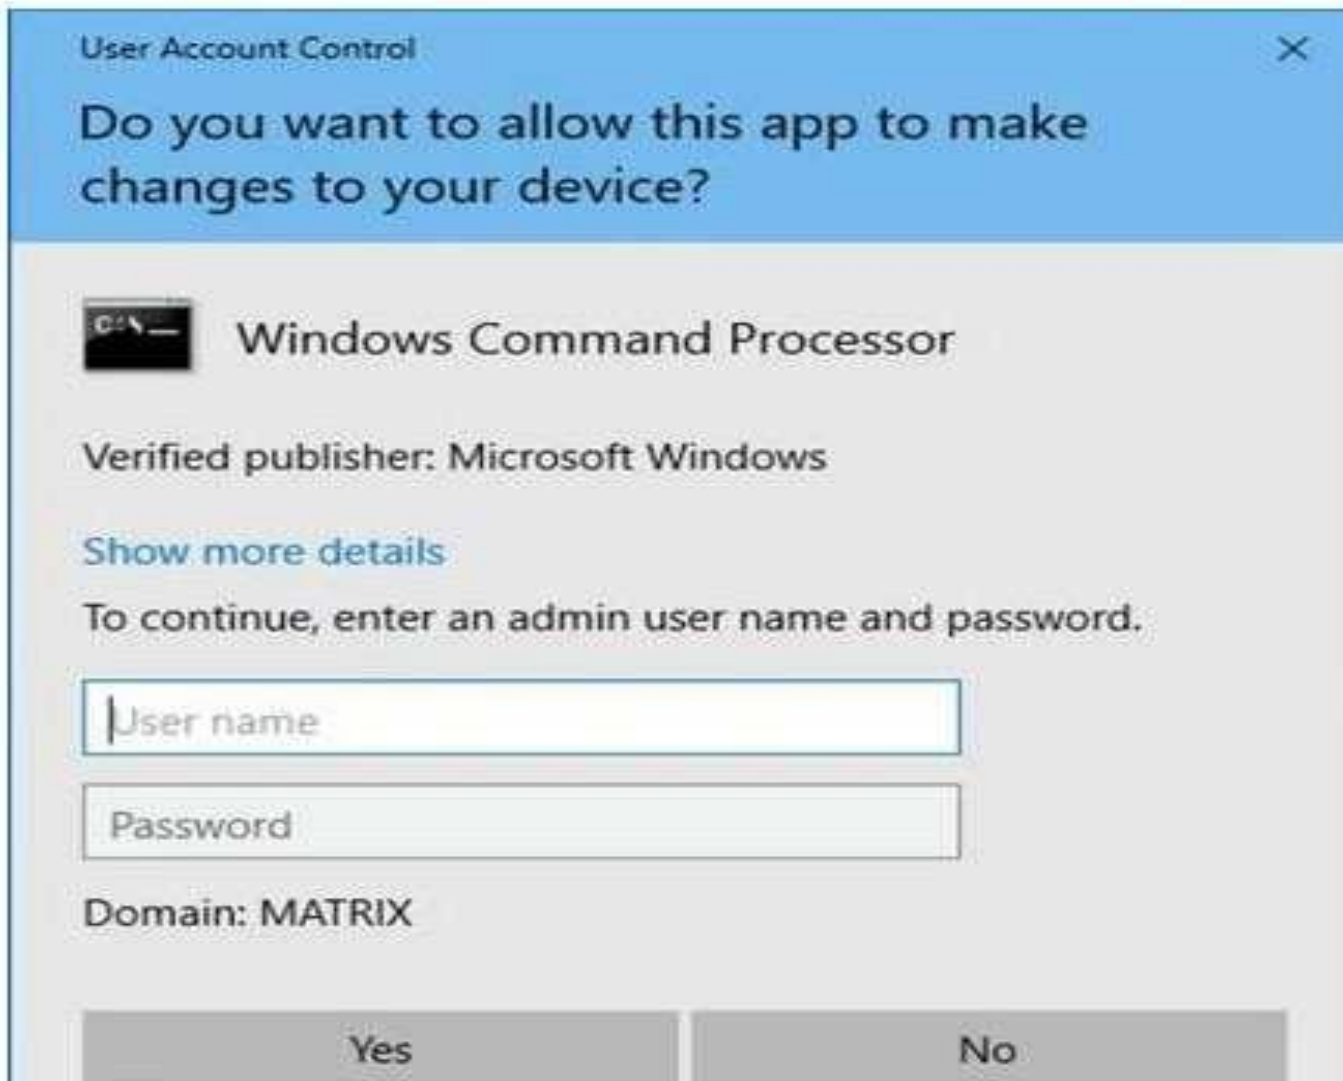 User Account Control
Do you want to allow this app to make
changes to your device?
C:\
Windows Command Processor
Verified publisher: Microsoft Windows
Show more details
To continue, enter an admin user name and password.
User name
Password
Domain: MATRIX
Yes
No